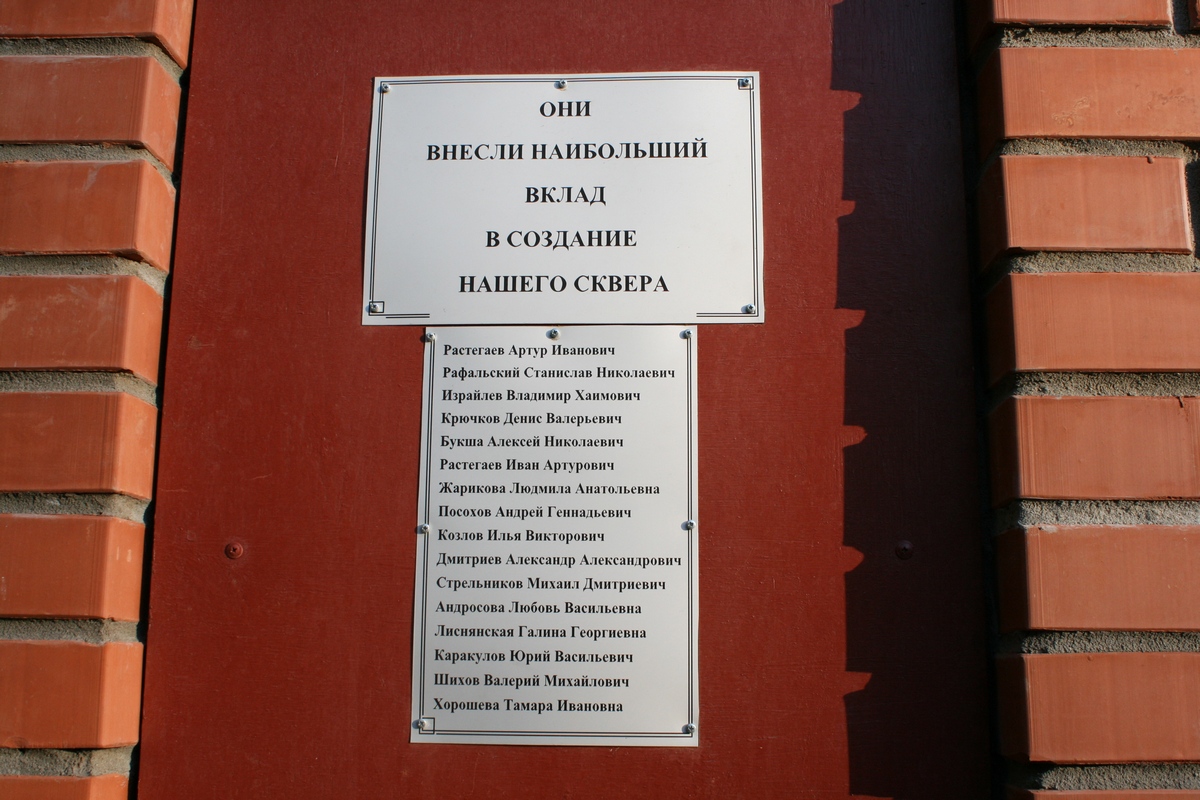 ОНИ
ВНЕСЛИ НАИБОЛЬШИЙ
ВКЛАД
В СОЗДАНИЕ
НАШЕГО СКВЕРА
Растегаев Артур Иванович
Рафальский Станислав Николаевич
Израйлев Владимир Хаимович
Крючков Денис Валерьевич
Букша Алексей Николаевич
Растегаев Иван Артурович
Жарикова Людмила Анатольевна
Посохов Андрей Геннадьевич
Козлов Илья Викторович
Дмитриев Александр Александрович
Стрельников Михаил Дмитриевич
Андросова Любовь Васильевна
Лиснянская Галина Георгиевна
Каракулов Юрий Васильевич
Шихов Валерий Михайлович
Хорошева Тамара Ивановна